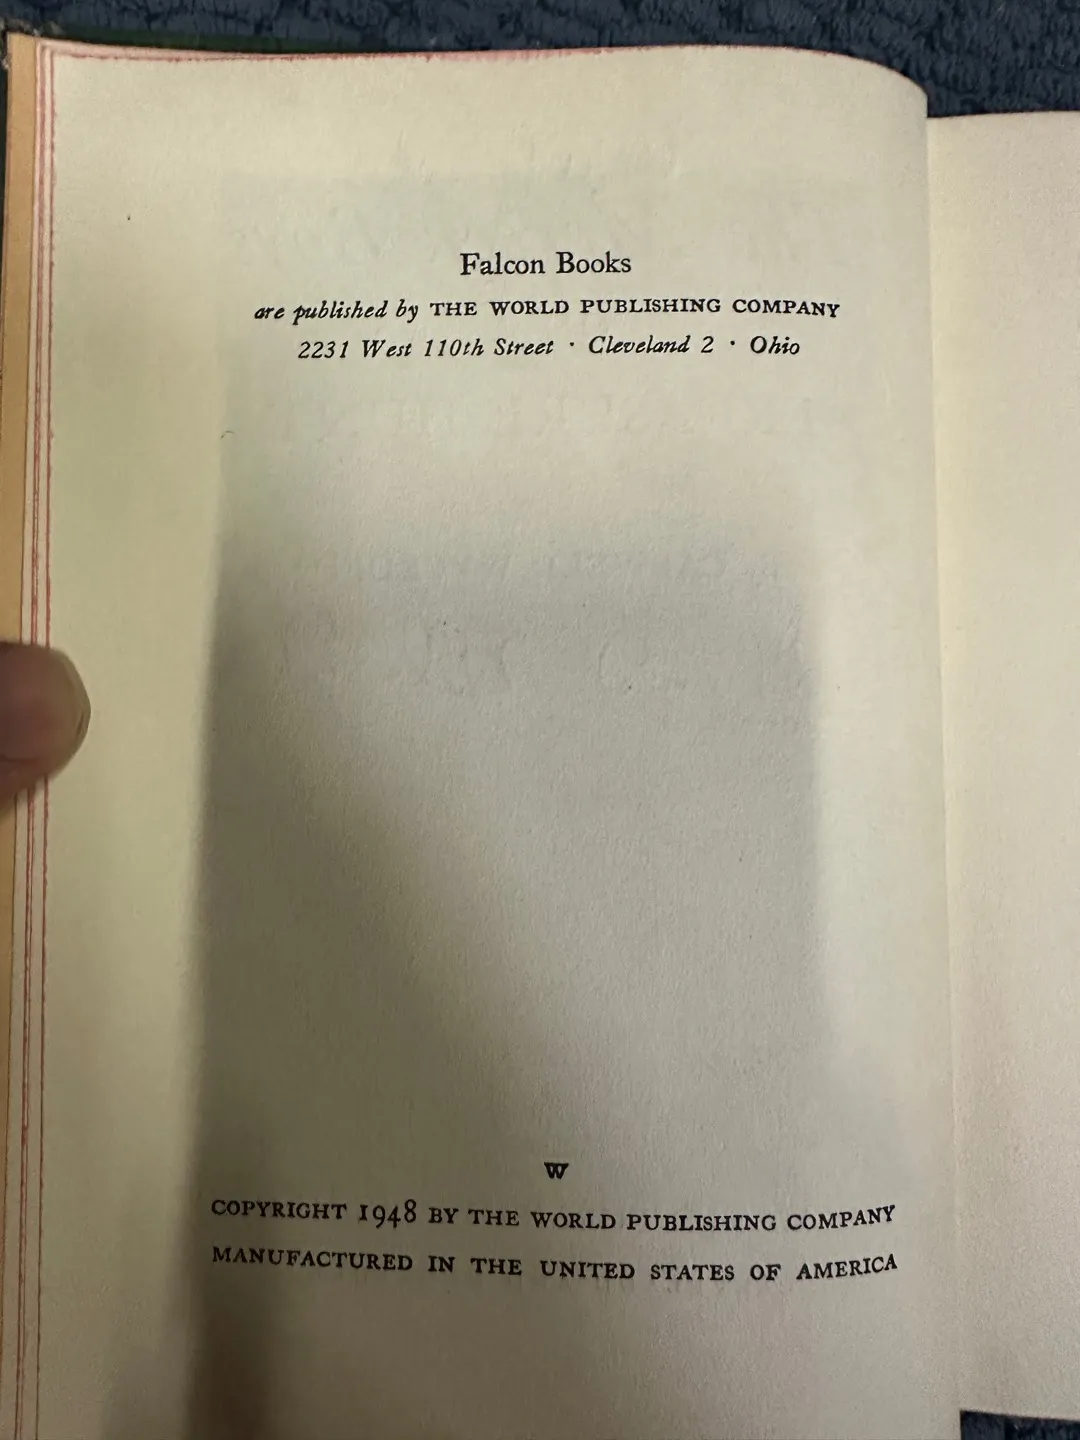 Falcon Books
are published by THE WORLD PUBLISHING COMPANY
2231 West 110th Street · Cleveland 2 · Ohio
W
COPYRIGHT 1948 BY THE WORLD PUBLISHING COMPANY
MANUFACTURED IN THE UNITED STATES OF AMERICA